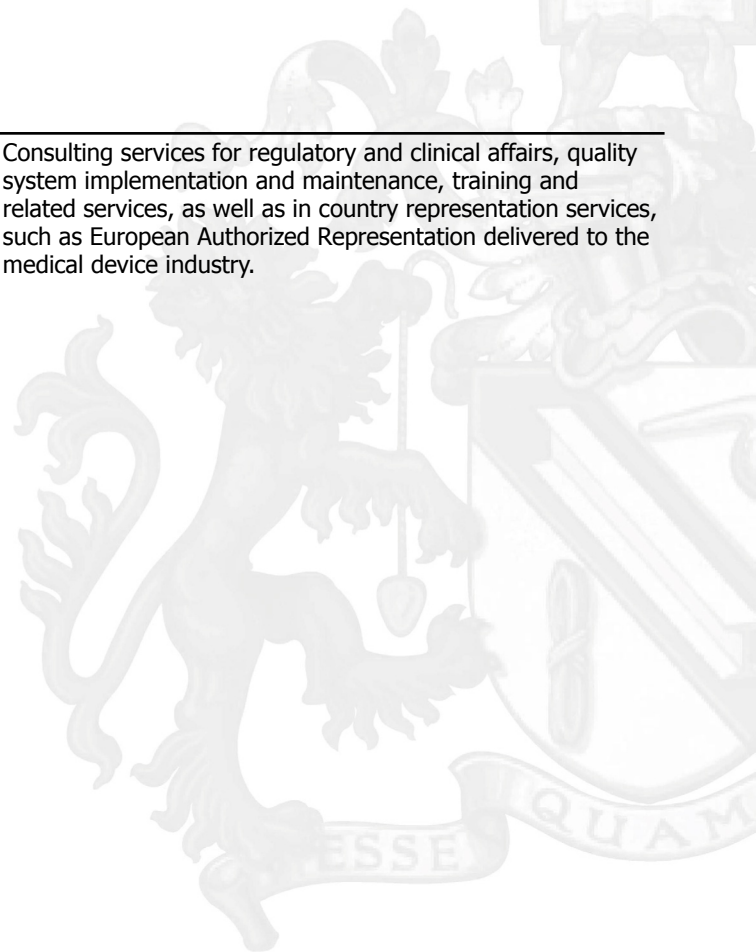 Consulting services for regulatory and clinical affairs, quality
system implementation and maintenance, training and
related services, as well as in country representation services,
such as European Authorized Representation delivered to the
medical device industry.
ESSE QUAM